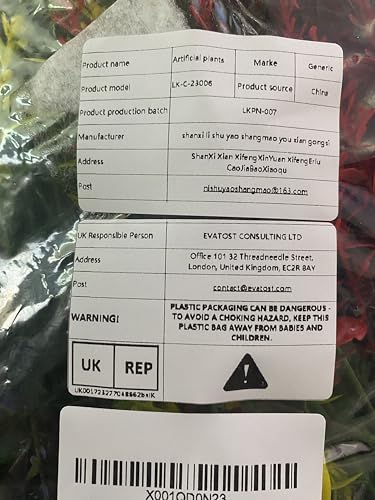 Product name Artificial plants Marke Generic
Product model LK-C-23006 Product source China
Product production batch LKPN-007
Manufacturer shanxi li shu yao shang mao you xian gongsi
Address ShanXi Xian XifengXinYuan XifengErlu
CaoJiaBaoXiaoqu
Post nishuyaoshangmao@163.com
UK Responsible Person EVATOST CONSULTING LTD
Address Office 101 32 Threadneedle Street,
London, United Kingdom, EC2R 8AY
Post contact@evatost.com
WARNING! PLASTIC PACKAGING CAN BE DANGEROUS -
TO AVOID A CHOKING HAZARD, KEEP THIS
PLASTIC BAG AWAY FROM BABIES AND
CHILDREN.
UK REP
X001QD0N23